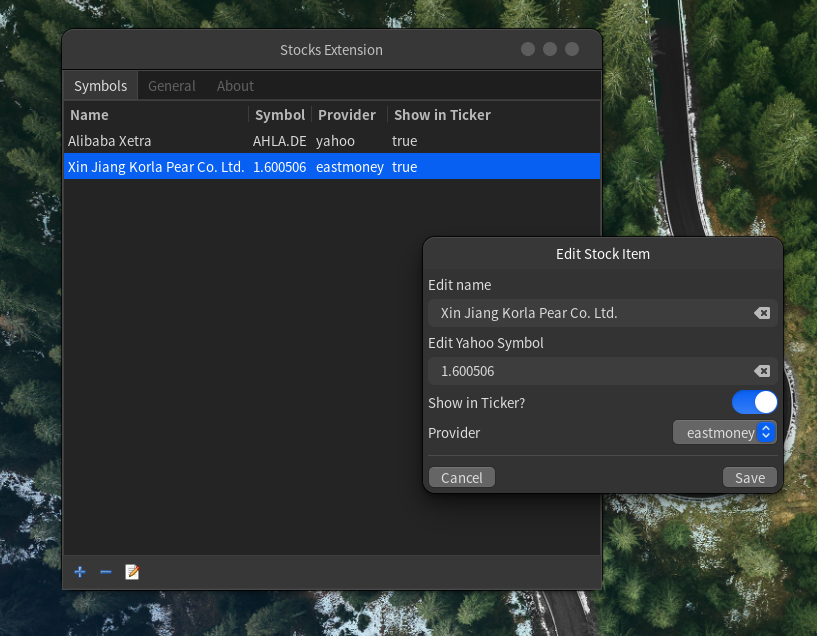 Stocks Extension
Symbols General About
Name Symbol Provider Show in Ticker
Alibaba Xetra AHLA.DE yahoo true
Xin Jiang Korla Pear Co. Ltd. 1.600506 eastmoney true
Edit Stock Item
Edit name
Xin Jiang Korla Pear Co. Ltd.
Edit Yahoo Symbol
1.600506
Show in Ticker?
Provider eastmoney
Cancel Save